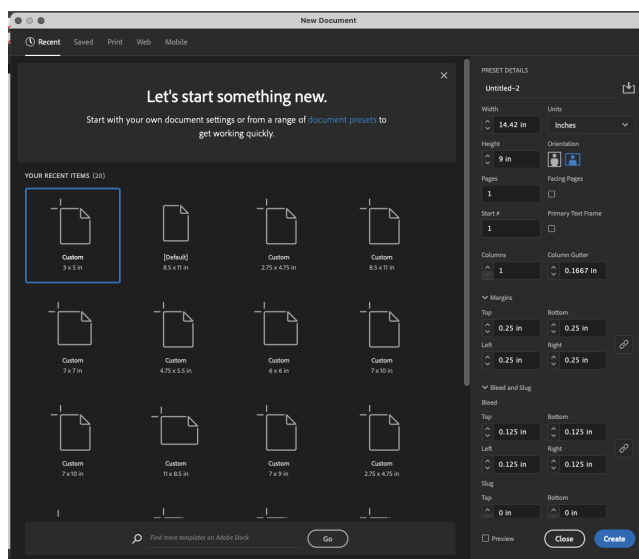 New Document
Recent Saved Print Web Mobile
Let's start something new.
Start with your own document settings or from a range of document presets to
get working quickly.
YOUR RECENT ITEMS (20)
Custom
3 x 5 in
[Default]
8.5 x 11 in
Custom
2.75 x 4.75 in
Custom
8.5 x 11 in
Custom
7 x 7 in
Custom
4.75 x 5.5 in
Custom
6 x 6 in
Custom
7 x 10 in
Custom
7 x 10 in
Custom
11 x 8.5 in
Custom
7 x 9 in
Custom
2.75 x 4.75 in
Find more templates on Adobe Stock
Go
PRESET DETAILS
Untitled-2
Width Units
14.42 in Inches
Height Orientation
9 in
Pages Facing Pages
1
Start # Primary Text Frame
1
Columns Column Gutter
1 0.1667 in
Margins
Top Bottom
0.25 in 0.25 in
Left Right
0.25 in 0.25 in
Bleed and Slug
Bleed
Top Bottom
0.125 in 0.125 in
Left Right
0.125 in 0.125 in
Slug
Top Bottom
0 in 0 in
Preview Close Create